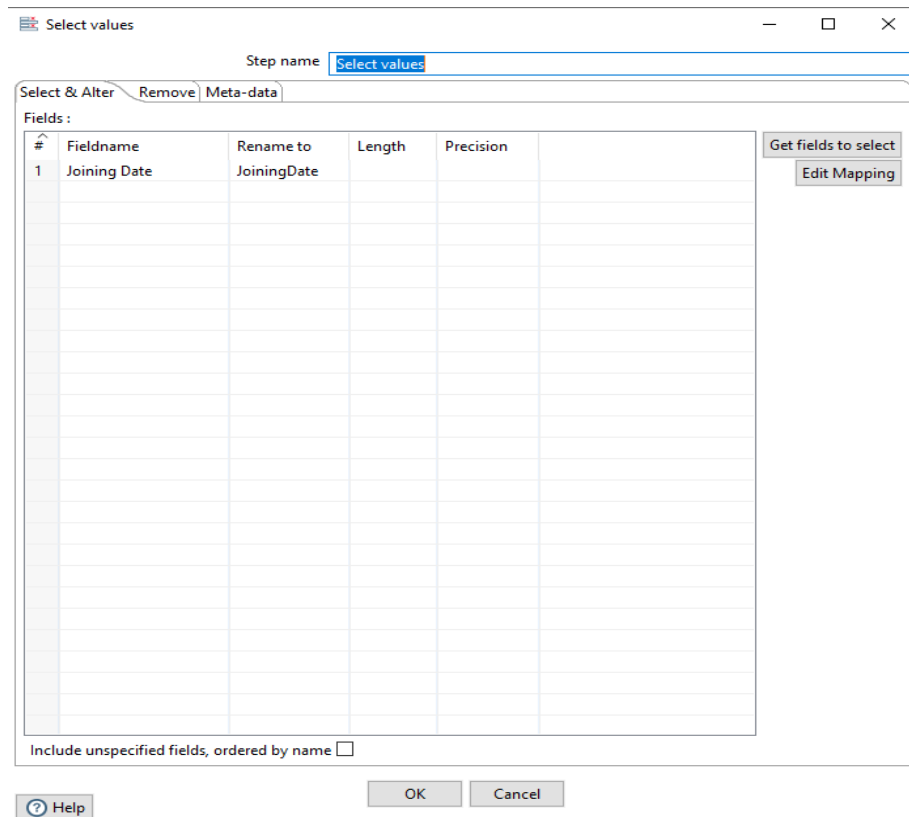 Select values
Step name Select values
Select & Alter Remove Meta-data
Fields :
# Fieldname Rename to Length Precision
Get fields to select
1 Joining Date JoiningDate
Edit Mapping
Include unspecified fields, ordered by name
OK Cancel
? Help